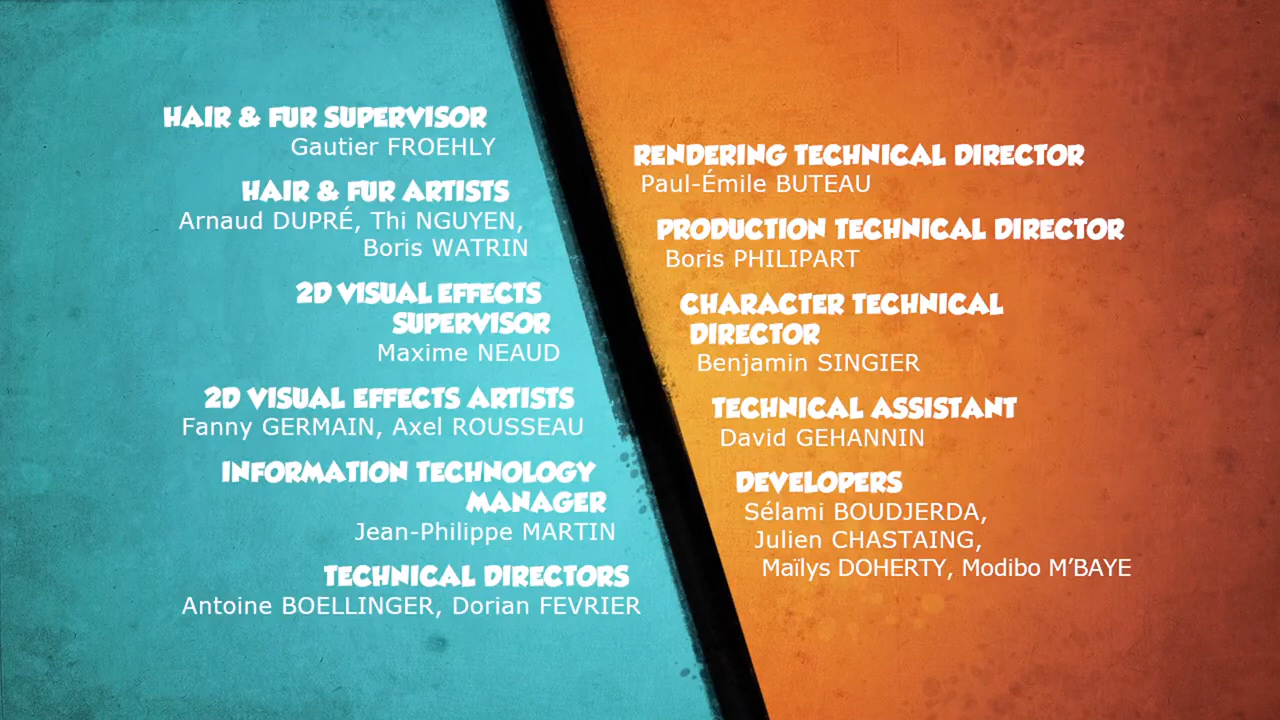 HAIR & FUR SUPERVISOR
Gautier FROEHLY
HAIR & FUR ARTISTS
Arnaud DUPRÉ, Thi NGUYEN,
Boris WATRIN
2D VISUAL EFFECTS
SUPERVISOR
Maxime NEAUD
2D VISUAL EFFECTS ARTISTS
Fanny GERMAIN, Axel ROUSSEAU
INFORMATION TECHNOLOGY
MANAGER
Jean-Philippe MARTIN
TECHNICAL DIRECTORS
Antoine BOELLINGER, Dorian FEVRIER
RENDERING TECHNICAL DIRECTOR
Paul-Émile BUTEAU
PRODUCTION TECHNICAL DIRECTOR
Boris PHILIPART
CHARACTER TECHNICAL
DIRECTOR
Benjamin SINGIER
TECHNICAL ASSISTANT
David GEHANNIN
DEVELOPERS
Sélami BOUDJERDA,
Julien CHASTAING,
Maïlys DOHERTY, Modibo M’BAYE